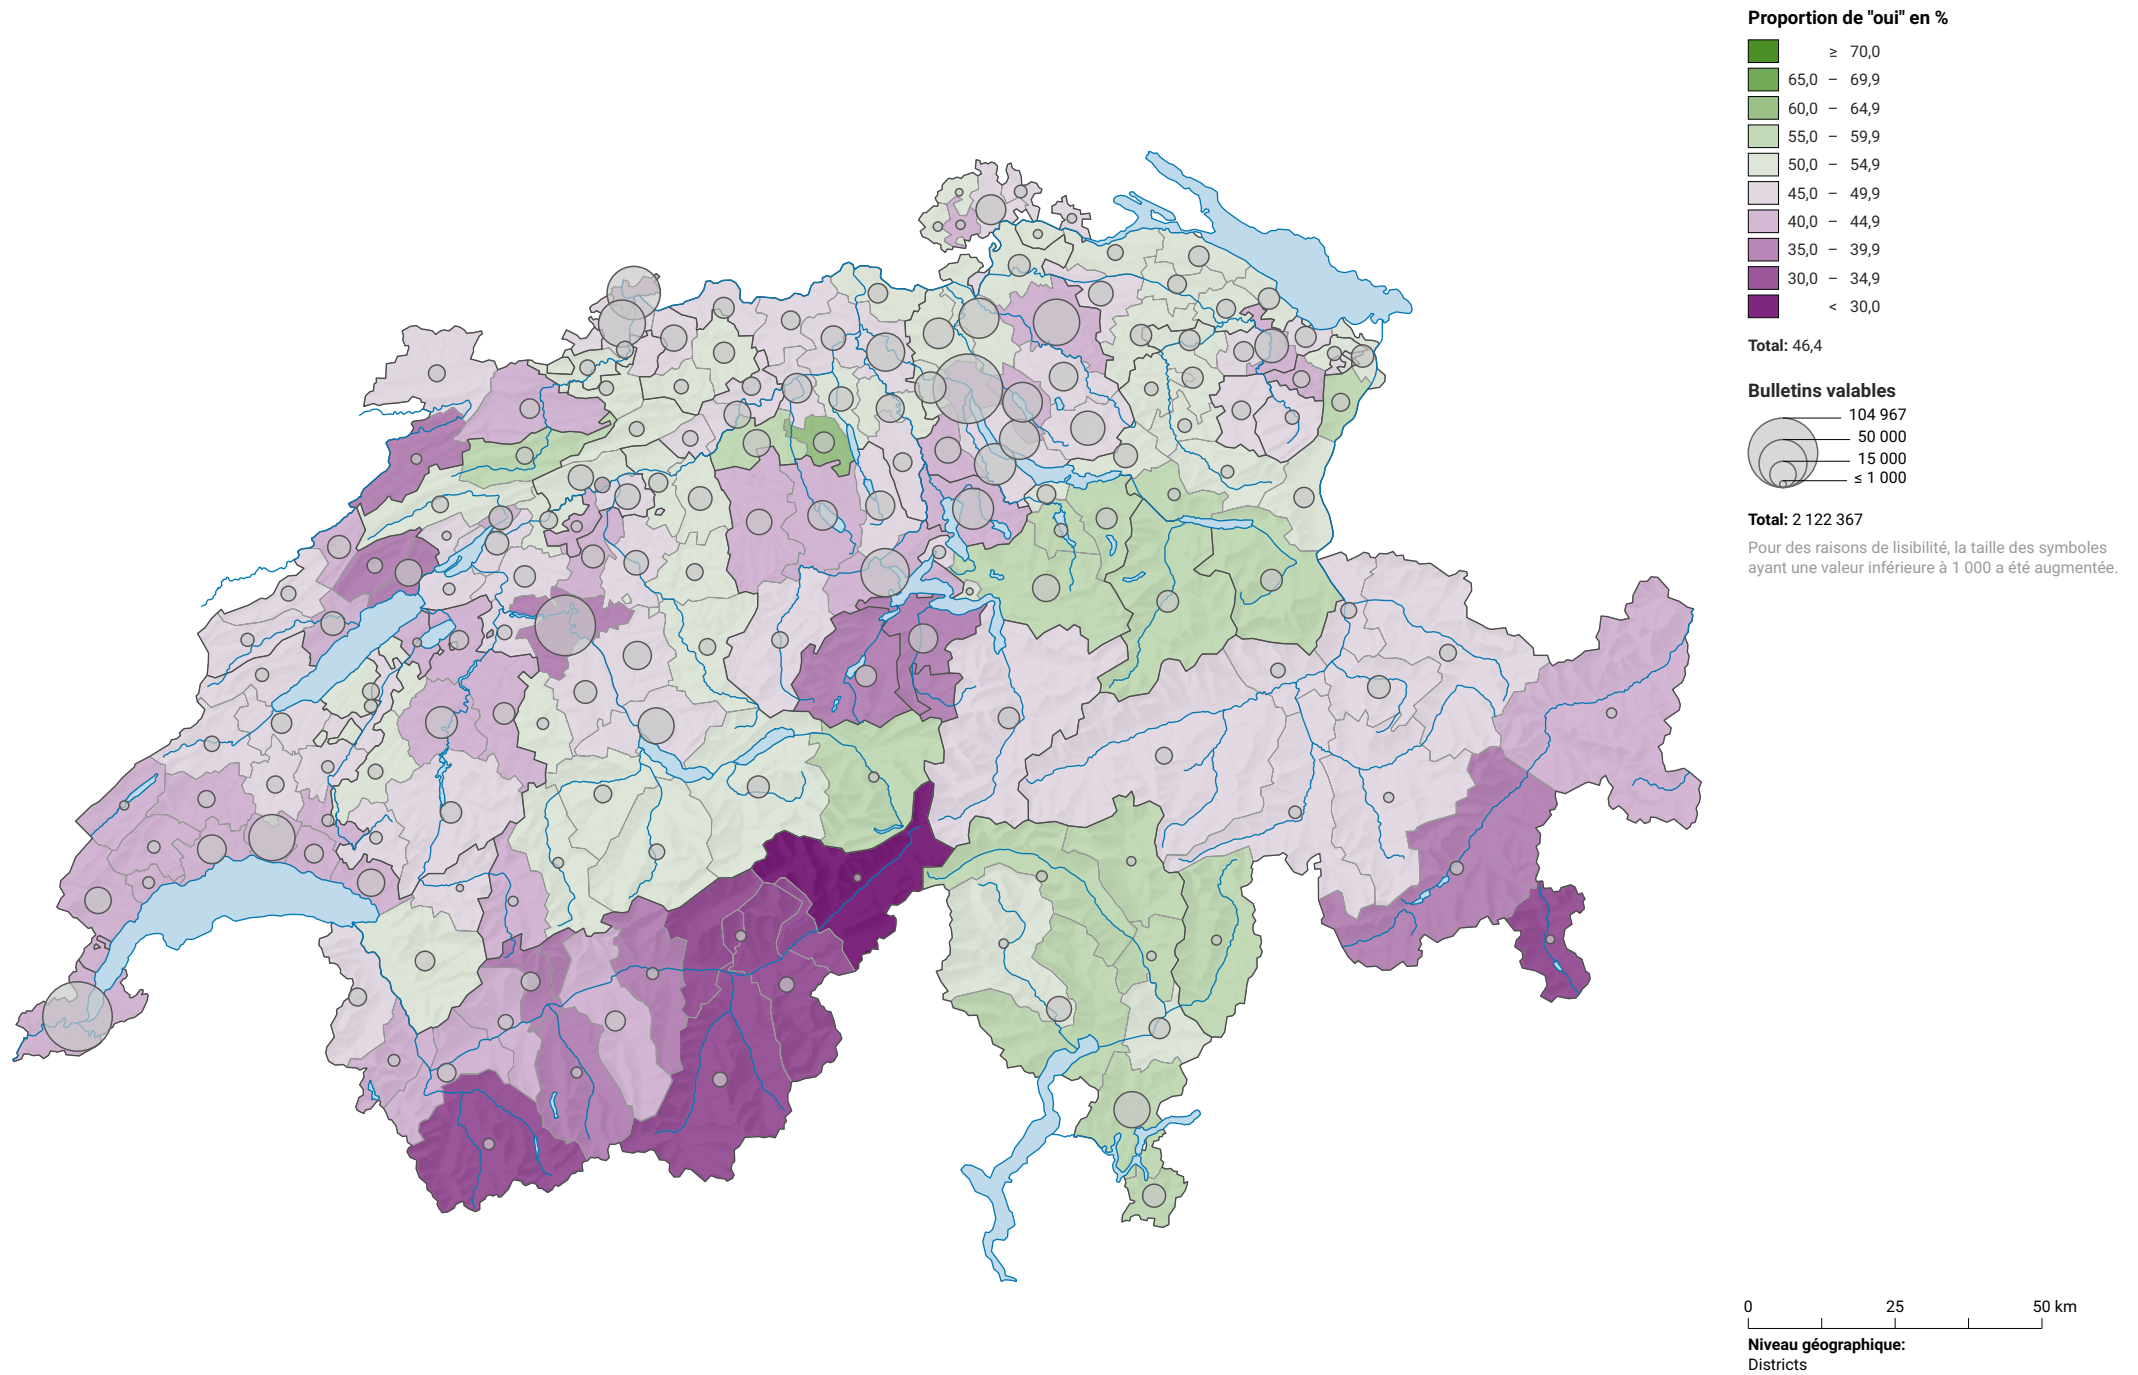 Proportion de "oui" en %
≥ 70,0
65,0 – 69,9
60,0 – 64,9
55,0 – 59,9
50,0 – 54,9
45,0 – 49,9
40,0 – 44,9
35,0 – 39,9
30,0 – 34,9
< 30,0
Total: 46,4
Bulletins valables
104 967
50 000
15 000
≤ 1 000
Total: 2 122 367
Pour des raisons de lisibilité, la taille des symboles
ayant une valeur inférieure à 1 000 a été augmentée.
0 25 50 km
Niveau géographique:
Districts